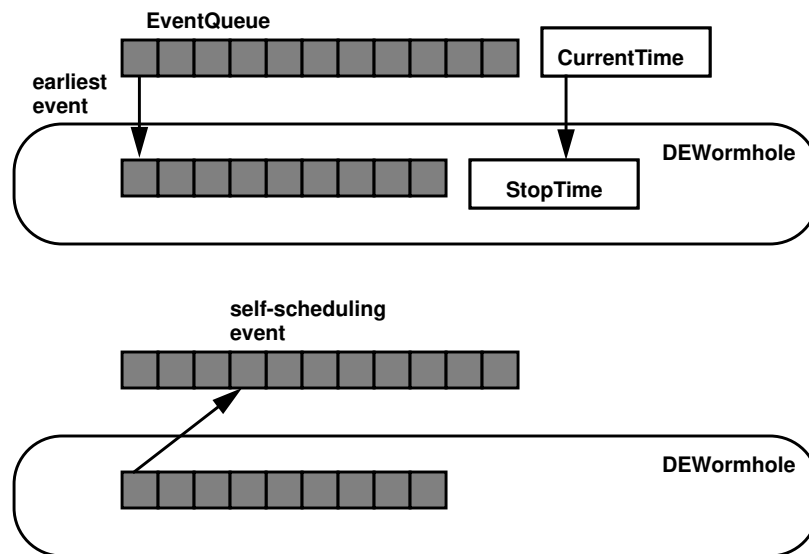 EventQueue
CurrentTime
earliest
event
DEWormhole
StopTime
self-scheduling
event
DEWormhole